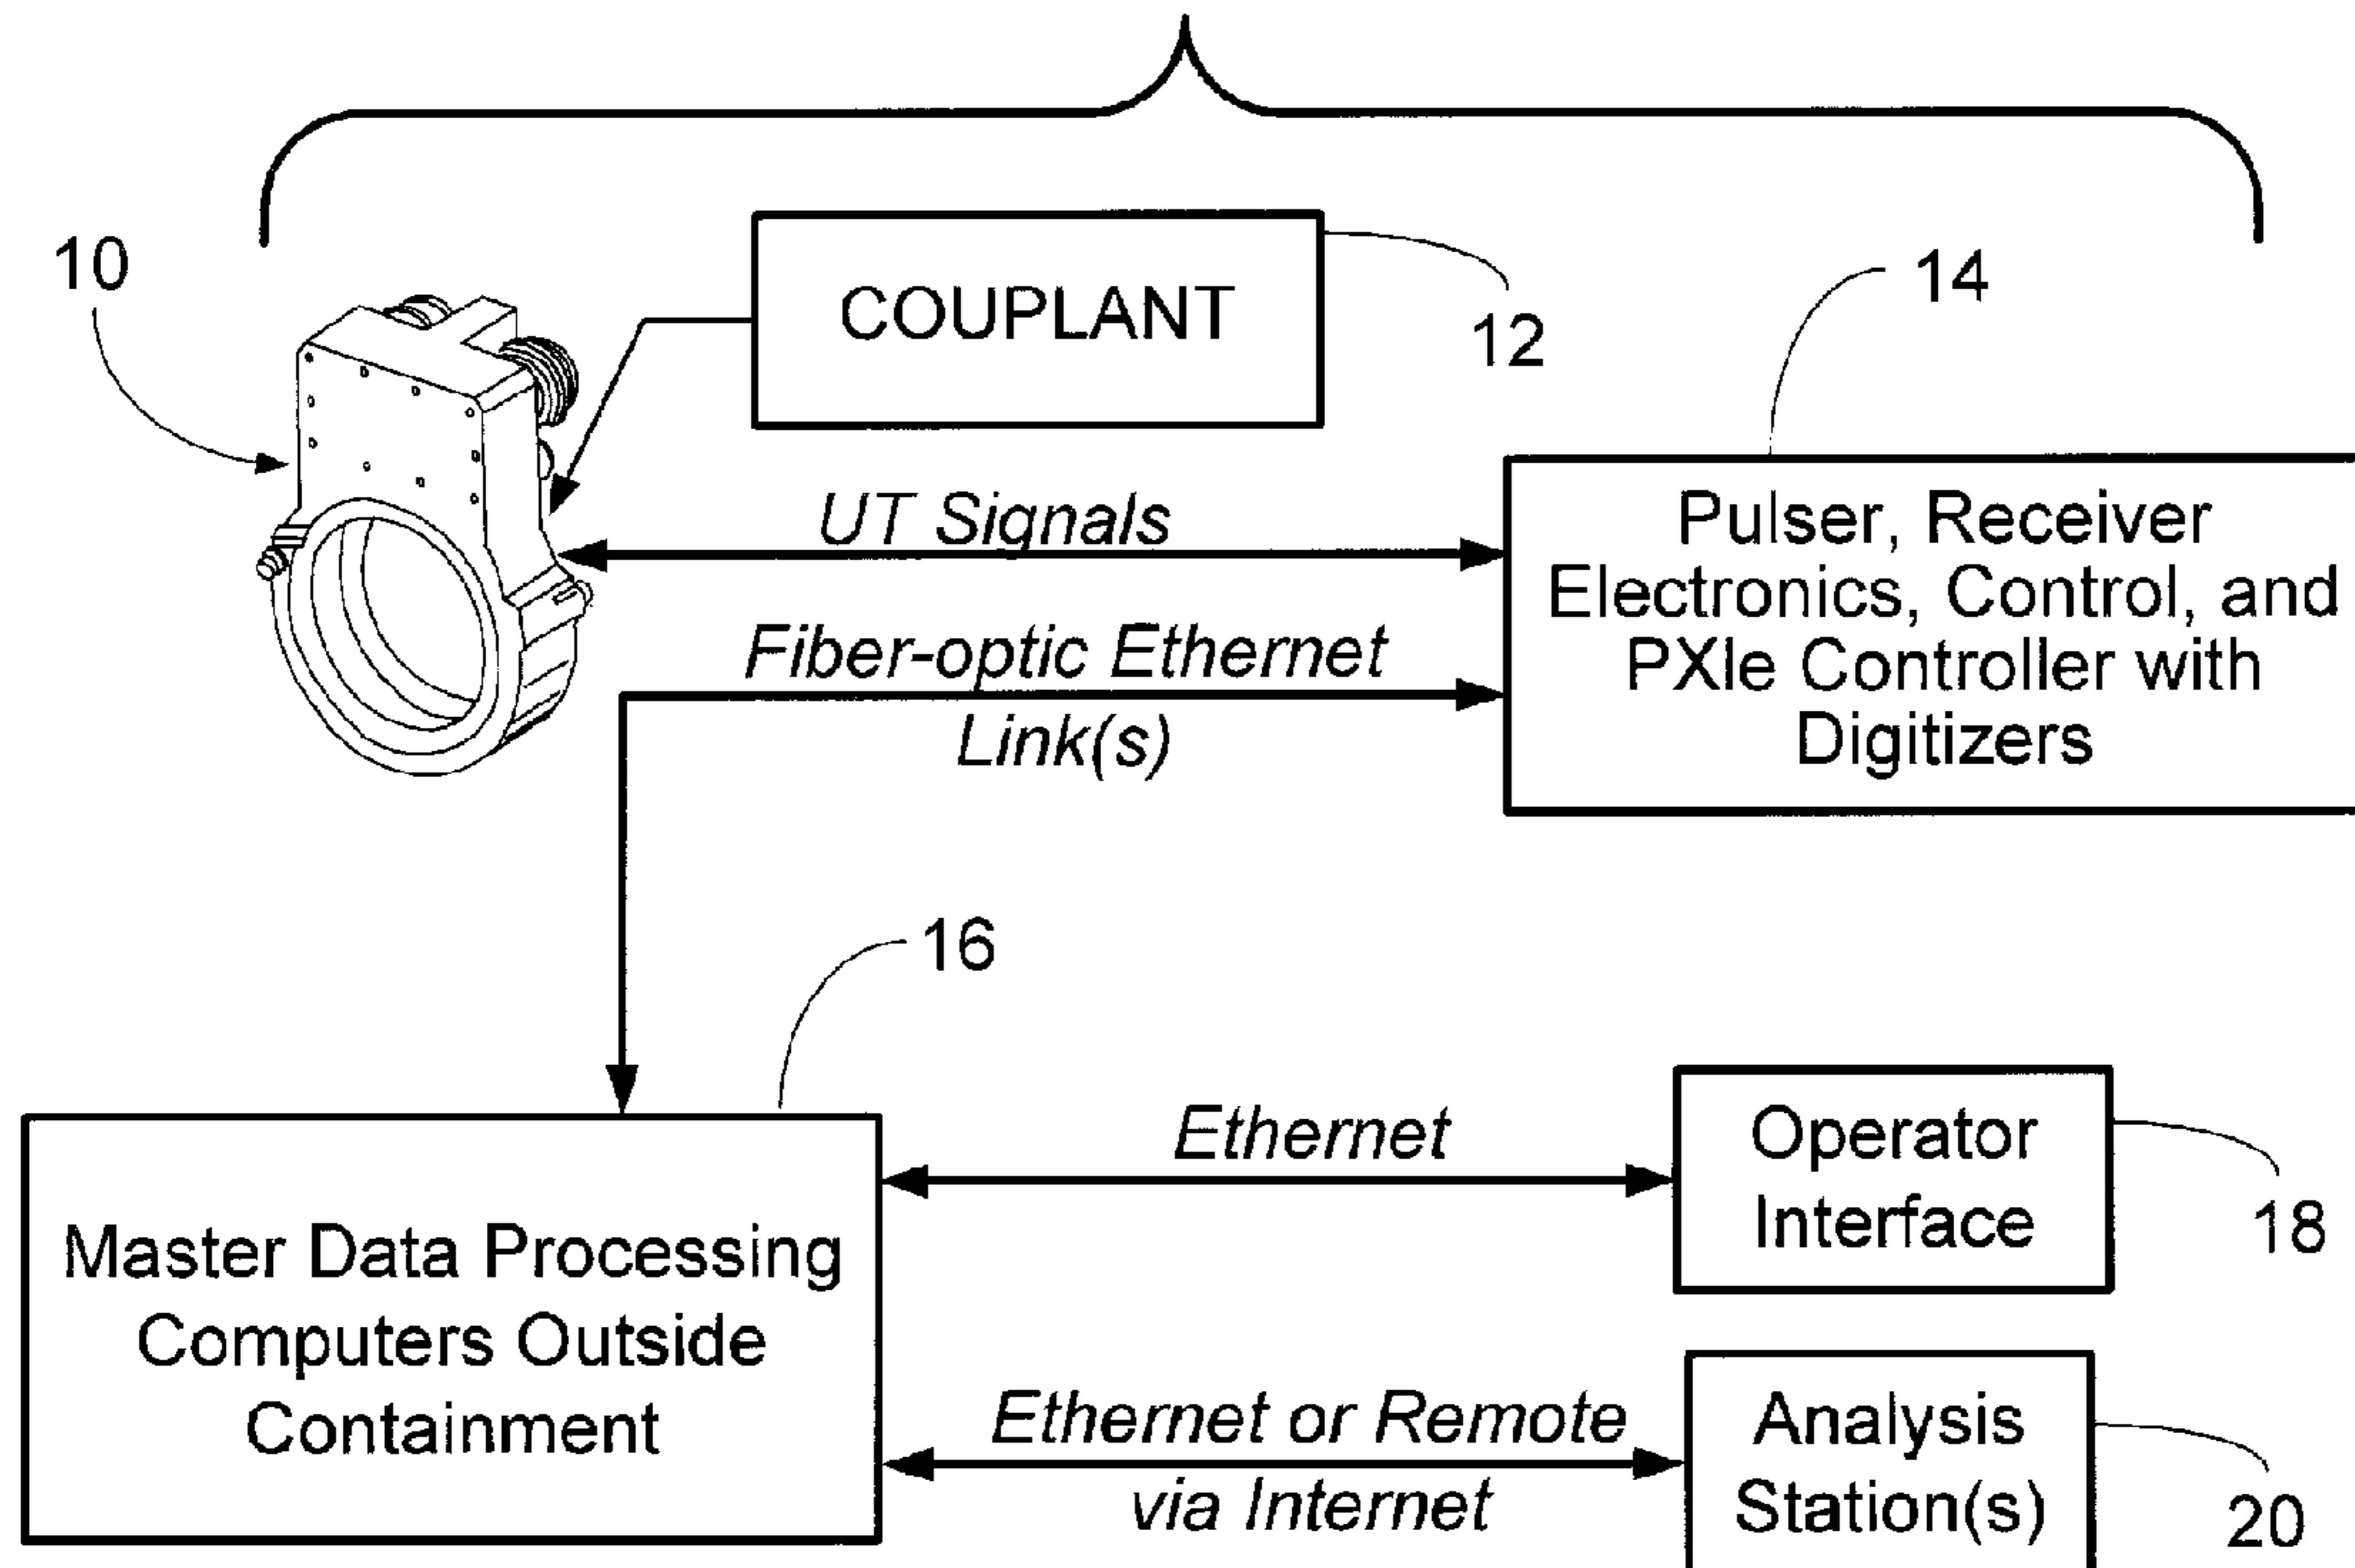 10
COUPLANT
12
14
UT Signals
Pulser, Receiver
Electronics, Control, and
PXIe Controller with
Digitizers
Fiber-optic Ethernet
Link(s)
16
Master Data Processing
Computers Outside
Containment
Ethernet
Operator
Interface
18
Ethernet or Remote
via Internet
Analysis
Station(s)
20